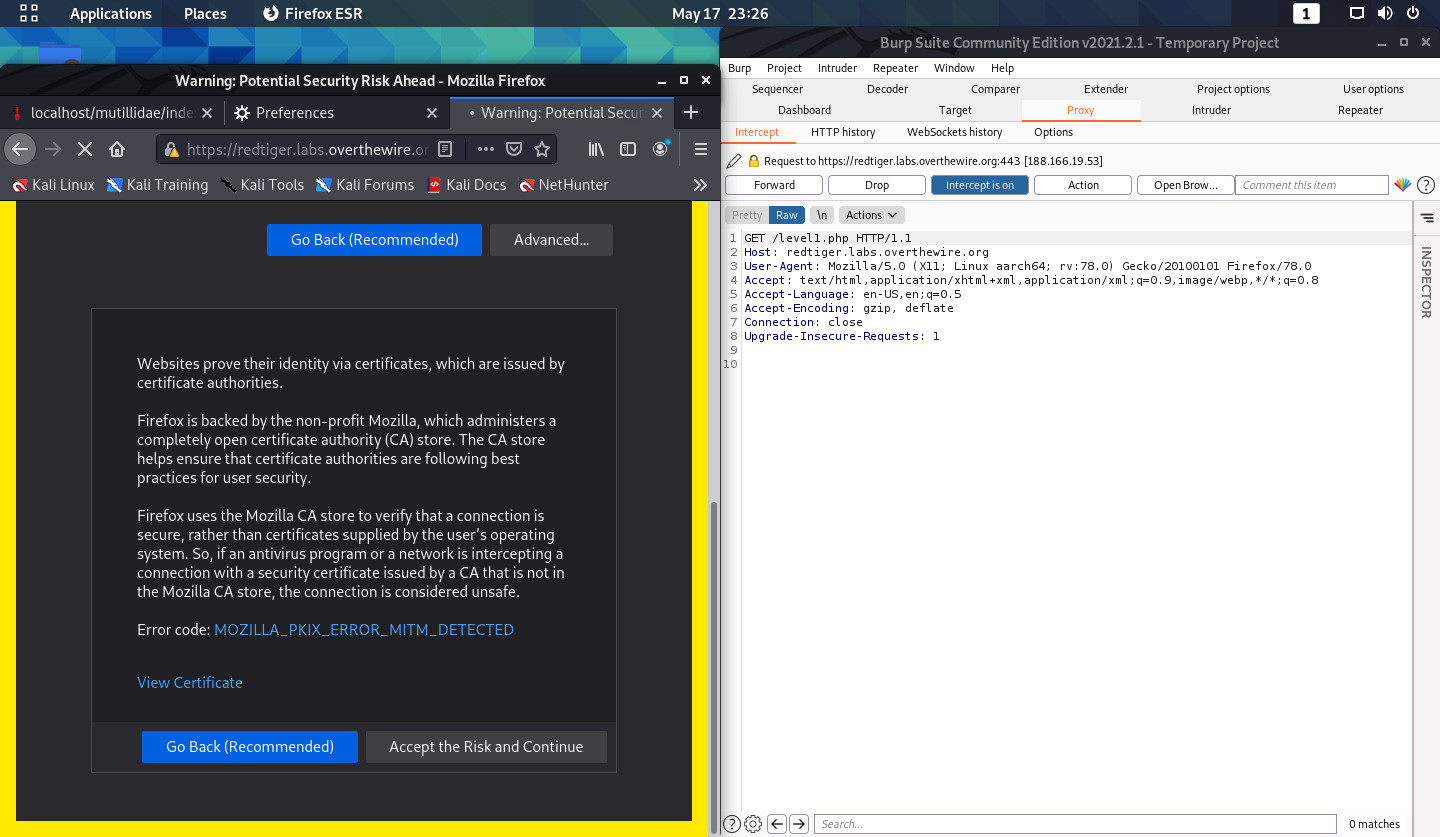 Applications Places Firefox ESR May 17 23:26 1
Warning: Potential Security Risk Ahead - Mozilla Firefox
localhost/mutillidae/inde Preferences Warning: Potential Secur
https://redtiger.labs.overthewire.or
Kali Linux Kali Training Kali Tools Kali Forums Kali Docs NetHunter
Go Back (Recommended) Advanced...
Websites prove their identity via certificates, which are issued by
certificate authorities.
Firefox is backed by the non-profit Mozilla, which administers a
completely open certificate authority (CA) store. The CA store
helps ensure that certificate authorities are following best
practices for user security.
Firefox uses the Mozilla CA store to verify that a connection is
secure, rather than certificates supplied by the user’s operating
system. So, if an antivirus program or a network is intercepting a
connection with a security certificate issued by a CA that is not in
the Mozilla CA store, the connection is considered unsafe.
Error code: MOZILLA_PKIX_ERROR_MITM_DETECTED
View Certificate
Go Back (Recommended) Accept the Risk and Continue
Burp Suite Community Edition v2021.2.1 - Temporary Project
Burp Project Intruder Repeater Window Help
Sequencer Decoder Comparer Extender Project options User options
Dashboard Target Proxy Intruder Repeater
Intercept HTTP history WebSockets history Options
Request to https://redtiger.labs.overthewire.org:443 [188.166.19.53]
Forward Drop Intercept is on Action Open Brow... Comment this item ?
Pretty Raw \n Actions
1 GET /level1.php HTTP/1.1
2 Host: redtiger.labs.overthewire.org
3 User-Agent: Mozilla/5.0 (X11; Linux aarch64; rv:78.0) Gecko/20100101 Firefox/78.0
4 Accept: text/html,application/xhtml+xml,application/xml;q=0.9,image/webp,*/*;q=0.8
5 Accept-Language: en-US,en;q=0.5
6 Accept-Encoding: gzip, deflate
7 Connection: close
8 Upgrade-Insecure-Requests: 1
9
10
INSPECTOR
? Search... 0 matches